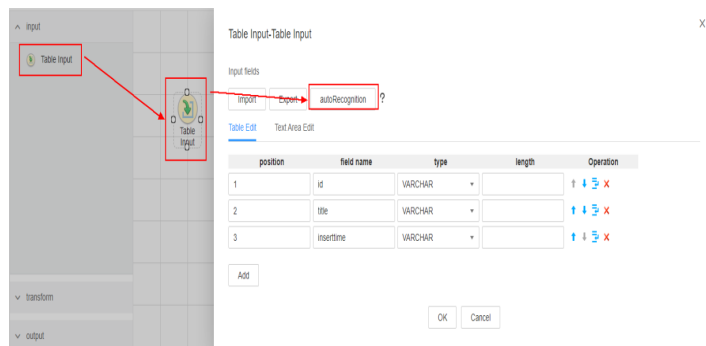 input
Table Input
transform
output
Table
Input
Table Input-Table Input
X
Input fields
Import Export autoRecognition ?
Table Edit Text Area Edit
position field name type length Operation
1 id VARCHAR
2 title VARCHAR
3 inserttime VARCHAR
Add
OK Cancel